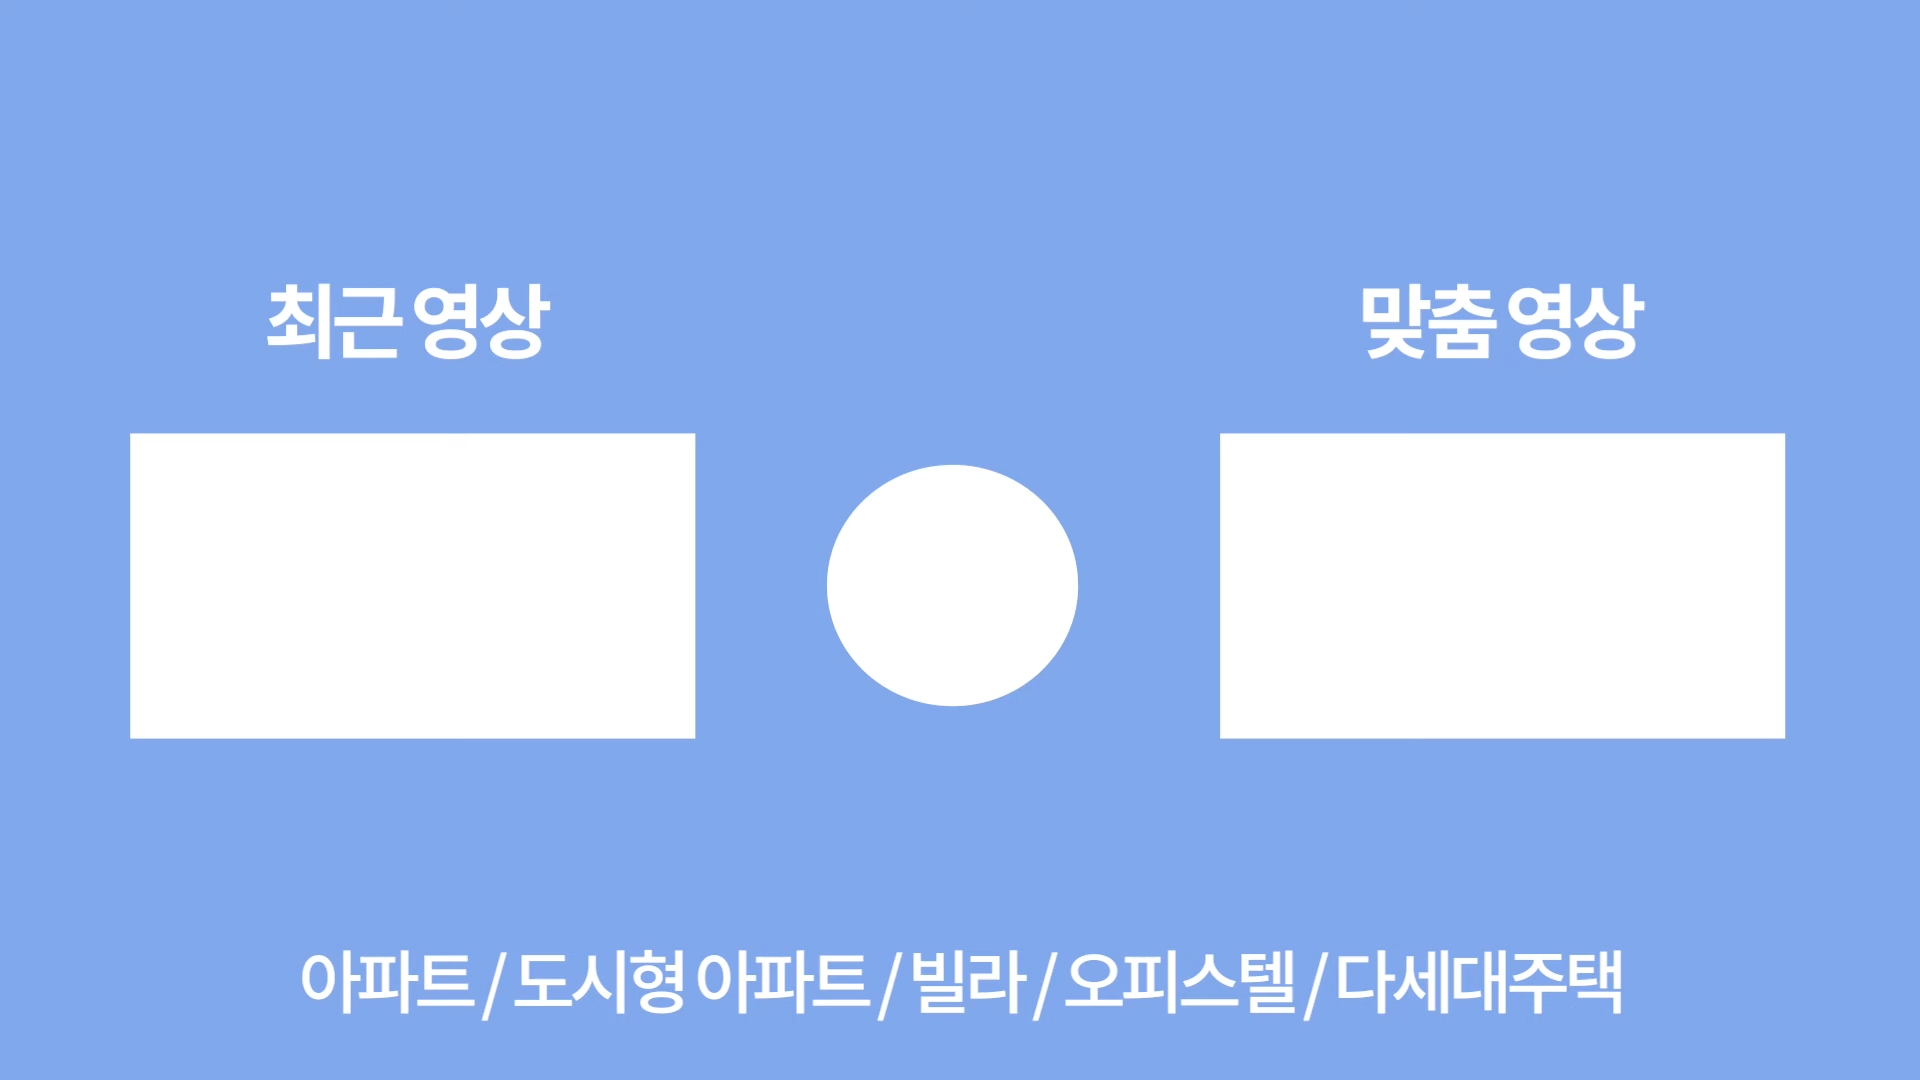 최근 영상
맞춤 영상
아파트 / 도시형 아파트 / 빌라 / 오피스텔 / 다세대주택